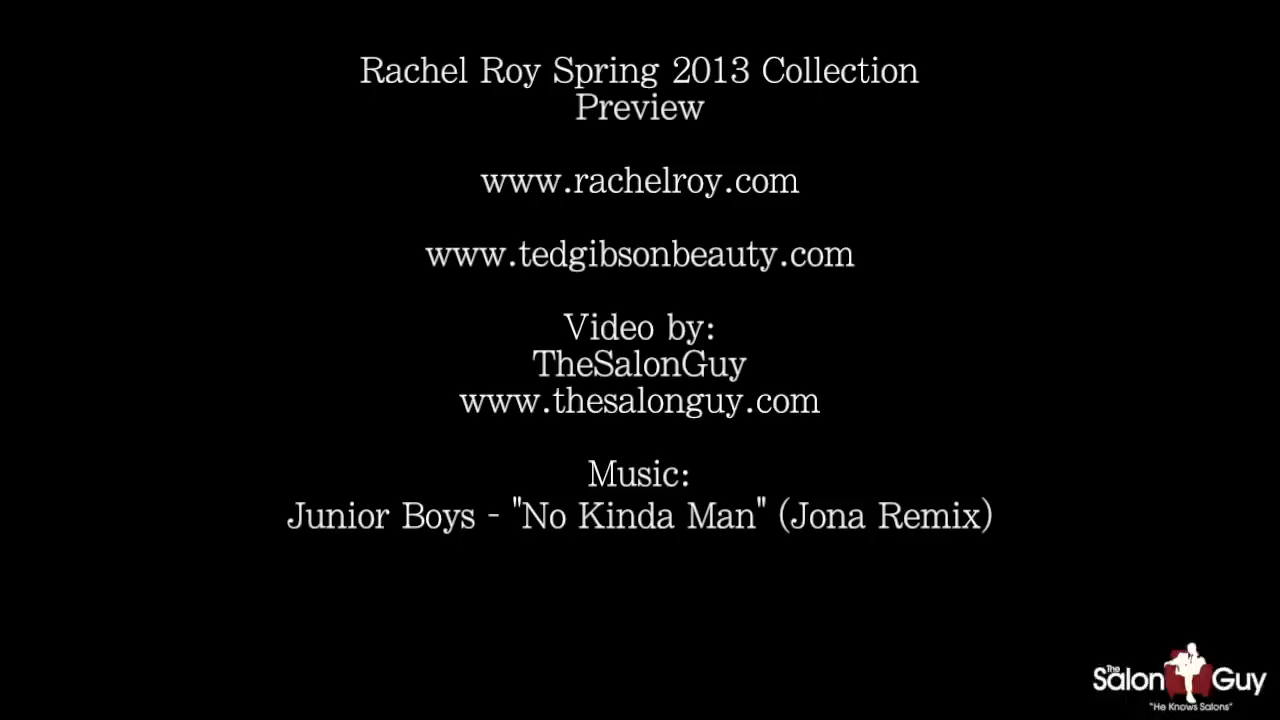 Rachel Roy Spring 2013 Collection
Preview
www.rachelroy.com
www.tedgibsonbeauty.com
Video by:
TheSalonGuy
www.thesalonguy.com
Music:
Junior Boys - "No Kinda Man" (Jona Remix)
The
Salon Guy
"He Knows Salons"